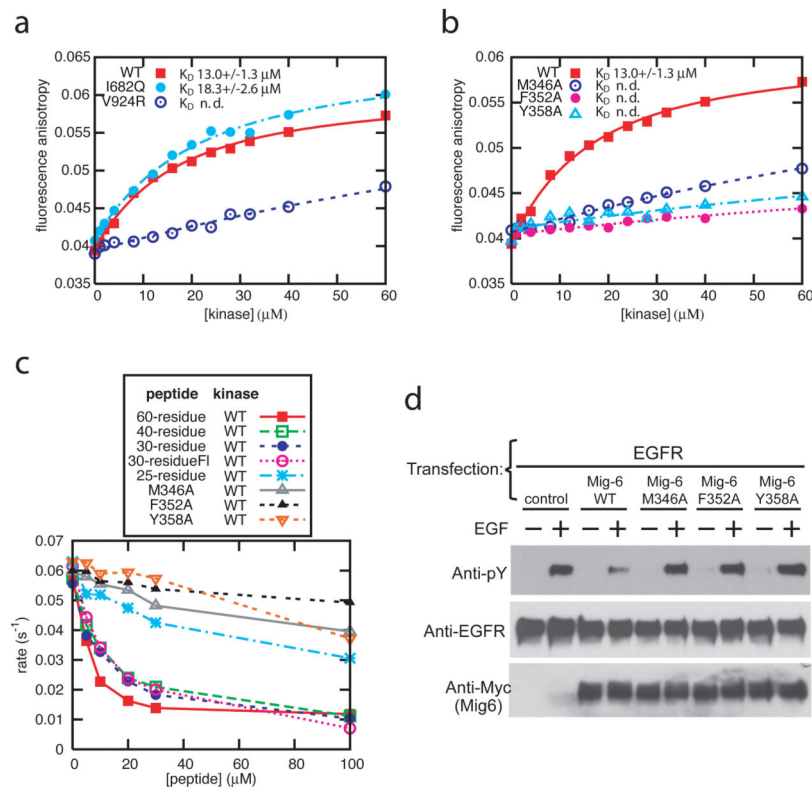 a
WT K_D 13.0+/-1.3 μM
I682Q K_D 18.3+/-2.6 μM
V924R K_D n.d.
fluorescence anisotropy
0.065
0.06
0.055
0.05
0.045
0.04
0.035
0 10 20 30 40 50 60
[kinase] (μM)
b
WT K_D 13.0+/-1.3 μM
M346A K_D n.d.
F352A K_D n.d.
Y358A K_D n.d.
fluorescence anisotropy
0.06
0.055
0.05
0.045
0.04
0.035
0 10 20 30 40 50 60
[kinase] (μM)
c
peptide kinase
60-residue WT
40-residue WT
30-residue WT
30-residueFl WT
25-residue WT
M346A WT
F352A WT
Y358A WT
rate (s⁻¹)
0.07
0.06
0.05
0.04
0.03
0.02
0.01
0
0 20 40 60 80 100
[peptide] (μM)
d
Transfection:
EGFR
control Mig-6 WT Mig-6 M346A Mig-6 F352A Mig-6 Y358A
EGF − + − + − + − + − +
Anti-pY
Anti-EGFR
Anti-Myc
(Mig6)